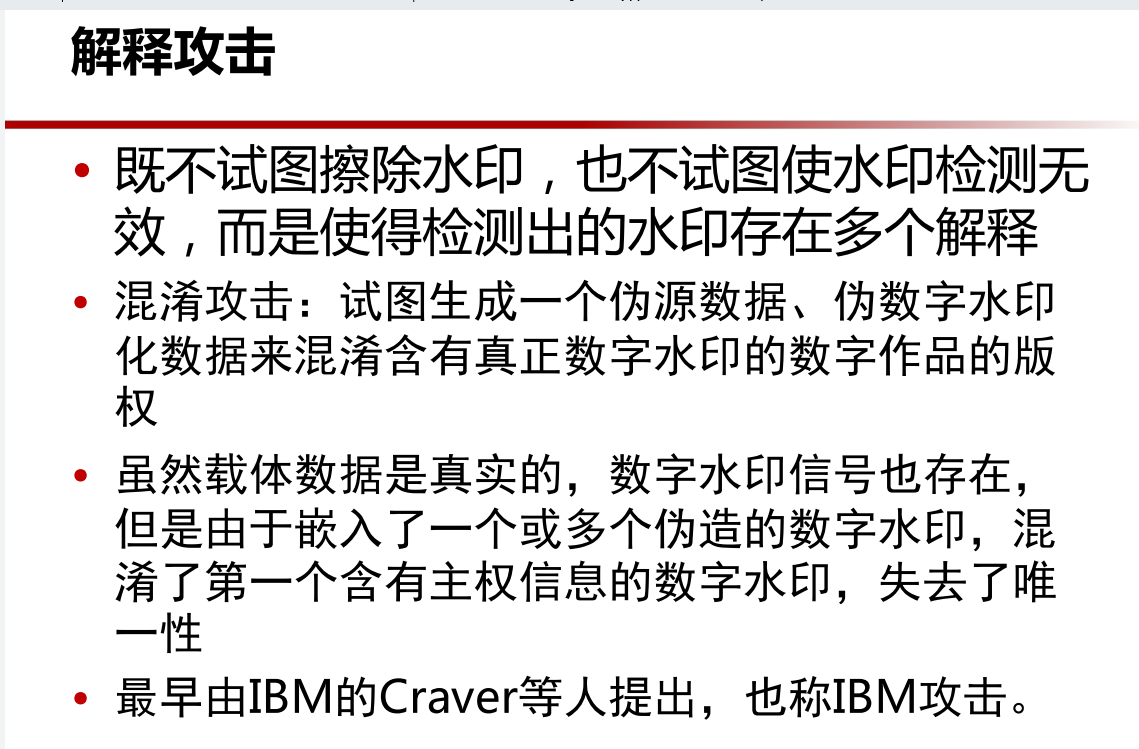 解释攻击
• 既不试图擦除水印，也不试图使水印检测无
效，而是使得检测出的水印存在多个解释
• 混淆攻击：试图生成一个伪源数据、伪数字水印
化数据来混淆含有真正数字水印的数字作品的版
权
• 虽然载体数据是真实的，数字水印信号也存在，
但是由于嵌入了一个或多个伪造的数字水印，混
淆了第一个含有主权信息的数字水印，失去了唯
一性
• 最早由IBM的Craver等人提出，也称IBM攻击。